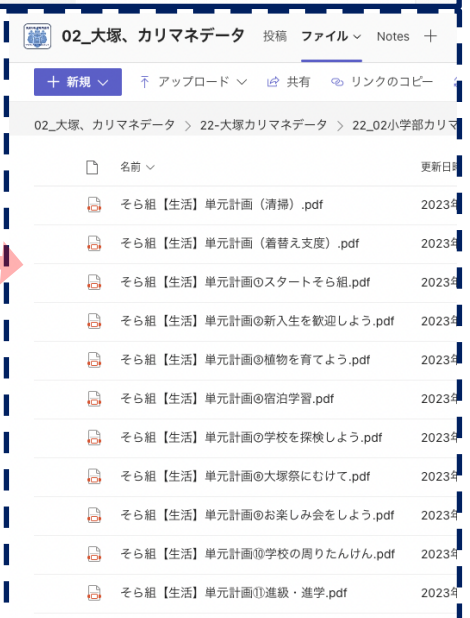 02_大塚、カリマネデータ 投稿 ファイル Notes
新規 アップロード 共有 リンクのコピー
02_大塚、カリマネデータ > 22-大塚カリマネデータ > 22_02小学部カリマ
名前 更新日時
そら組【生活】単元計画（清掃）.pdf 2023年
そら組【生活】単元計画（着替え支度）.pdf 2023年
そら組【生活】単元計画①スタートそら組.pdf 2023年
そら組【生活】単元計画②新入生を歓迎しよう.pdf 2023年
そら組【生活】単元計画③植物を育てよう.pdf 2023年
そら組【生活】単元計画④宿泊学習.pdf 2023年
そら組【生活】単元計画⑦学校を探検しよう.pdf 2023年
そら組【生活】単元計画⑧大塚祭にむけて.pdf 2023年
そら組【生活】単元計画⑨お楽しみ会をしよう.pdf 2023年
そら組【生活】単元計画⑩学校の周りたんけん.pdf 2023年
そら組【生活】単元計画⑪進級・進学.pdf 2023年